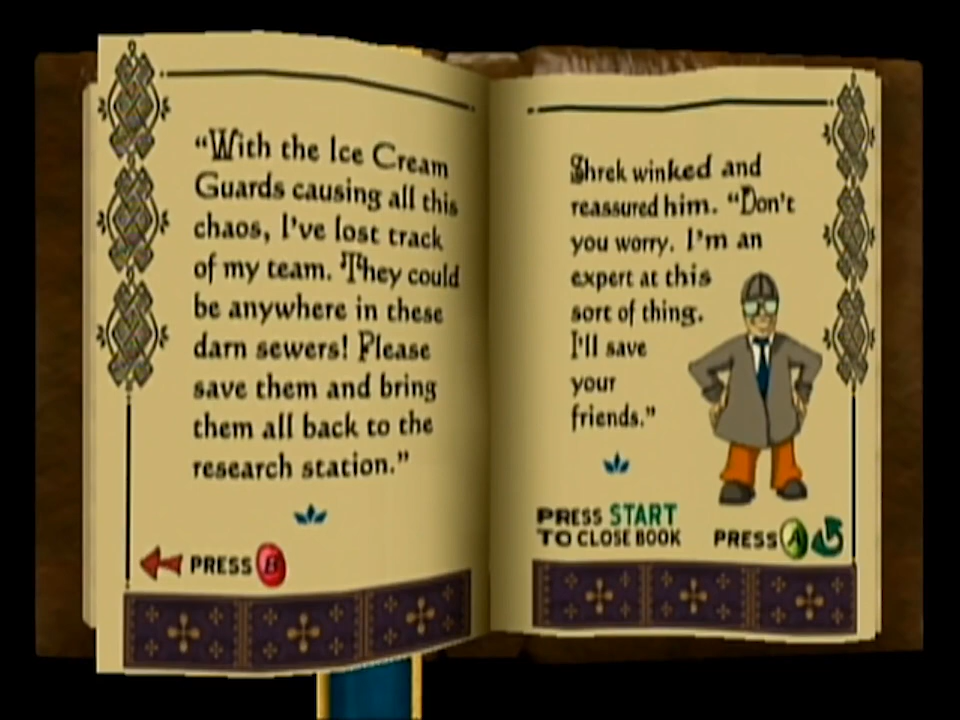 “With the Ice Cream
Guards causing all this
chaos, I’ve lost track
of my team. They could
be anywhere in these
darn sewers! Please
save them and bring
them all back to the
research station.”
PRESS B
Shrek winked and
reassured him. “Don’t
you worry. I’m an
expert at this
sort of thing.
I’ll save
your
friends.”
PRESS START
TO CLOSE BOOK
PRESS A